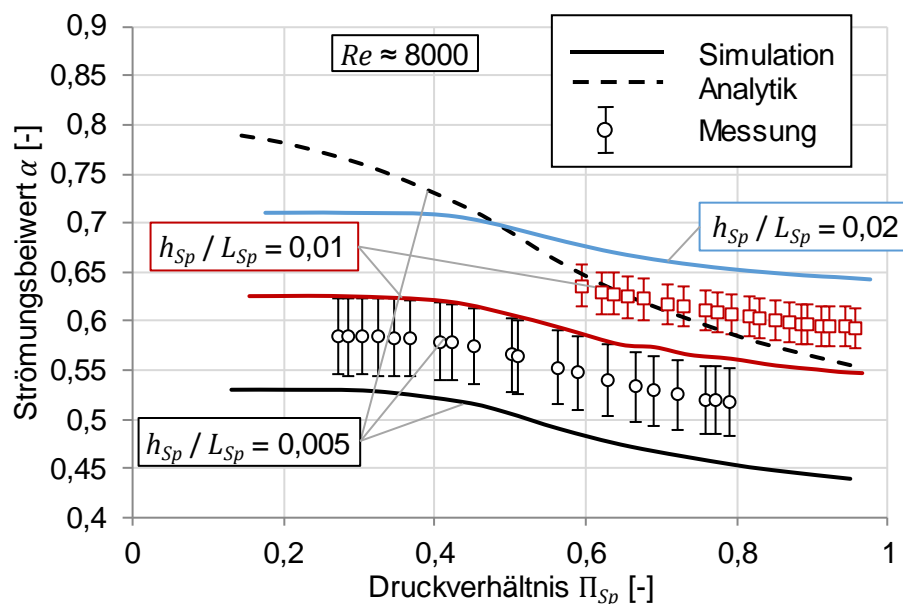 0,9
0,85
0,8
0,75
0,7
0,65
0,6
0,55
0,5
0,45
0,4
Strömungsbeiwert α [-]
Re ≈ 8000
Simulation
Analytik
Messung
h_Sp / L_Sp = 0,01
h_Sp / L_Sp = 0,02
h_Sp / L_Sp = 0,005
0 0,2 0,4 0,6 0,8 1
Druckverhältnis Π_Sp [-]